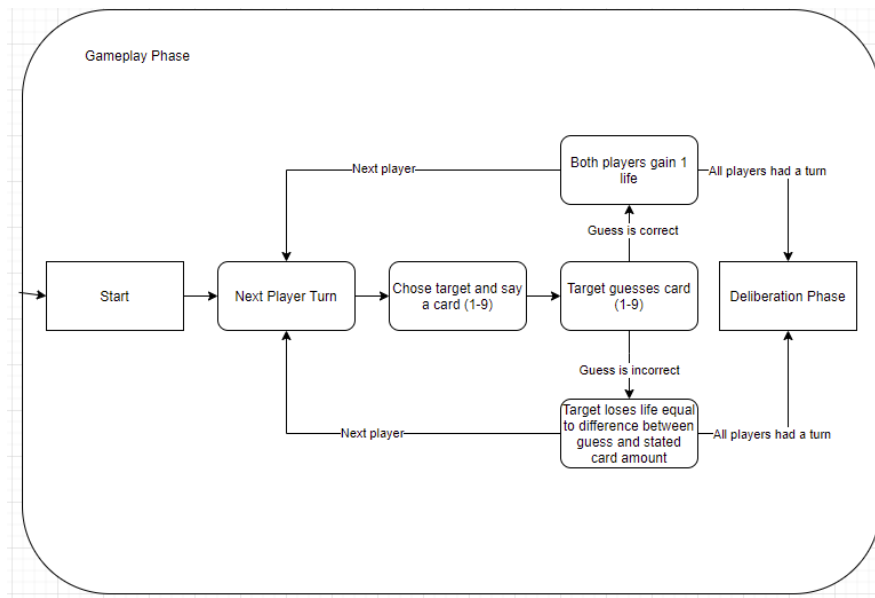 Gameplay Phase
Both players gain 1
life
Next player
All players had a turn
Guess is correct
Start
Next Player Turn
Chose target and say
a card (1-9)
Target guesses card
(1-9)
Deliberation Phase
Guess is incorrect
Target loses life equal
to difference between
guess and stated
card amount
Next player
All players had a turn